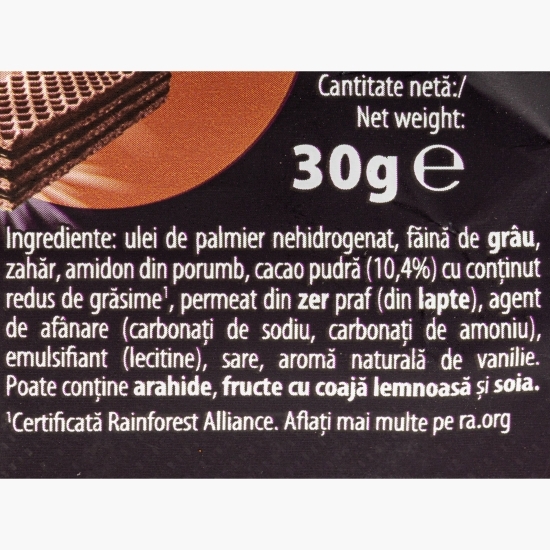 Cantitate netă:/
Net weight:
30g ℮
Ingrediente: ulei de palmier nehidrogenat, făină de grâu,
zahăr, amidon din porumb, cacao pudră (10,4%) cu conținut
redus de grăsime¹, permeat din zer praf (din lapte), agent
de afânare (carbonați de sodiu, carbonați de amoniu),
emulsifiant (lecitine), sare, aromă naturală de vanilie.
Poate conține arahide, fructe cu coajă lemnoasă și soia.
¹Certificată Rainforest Alliance. Aflați mai multe pe ra.org